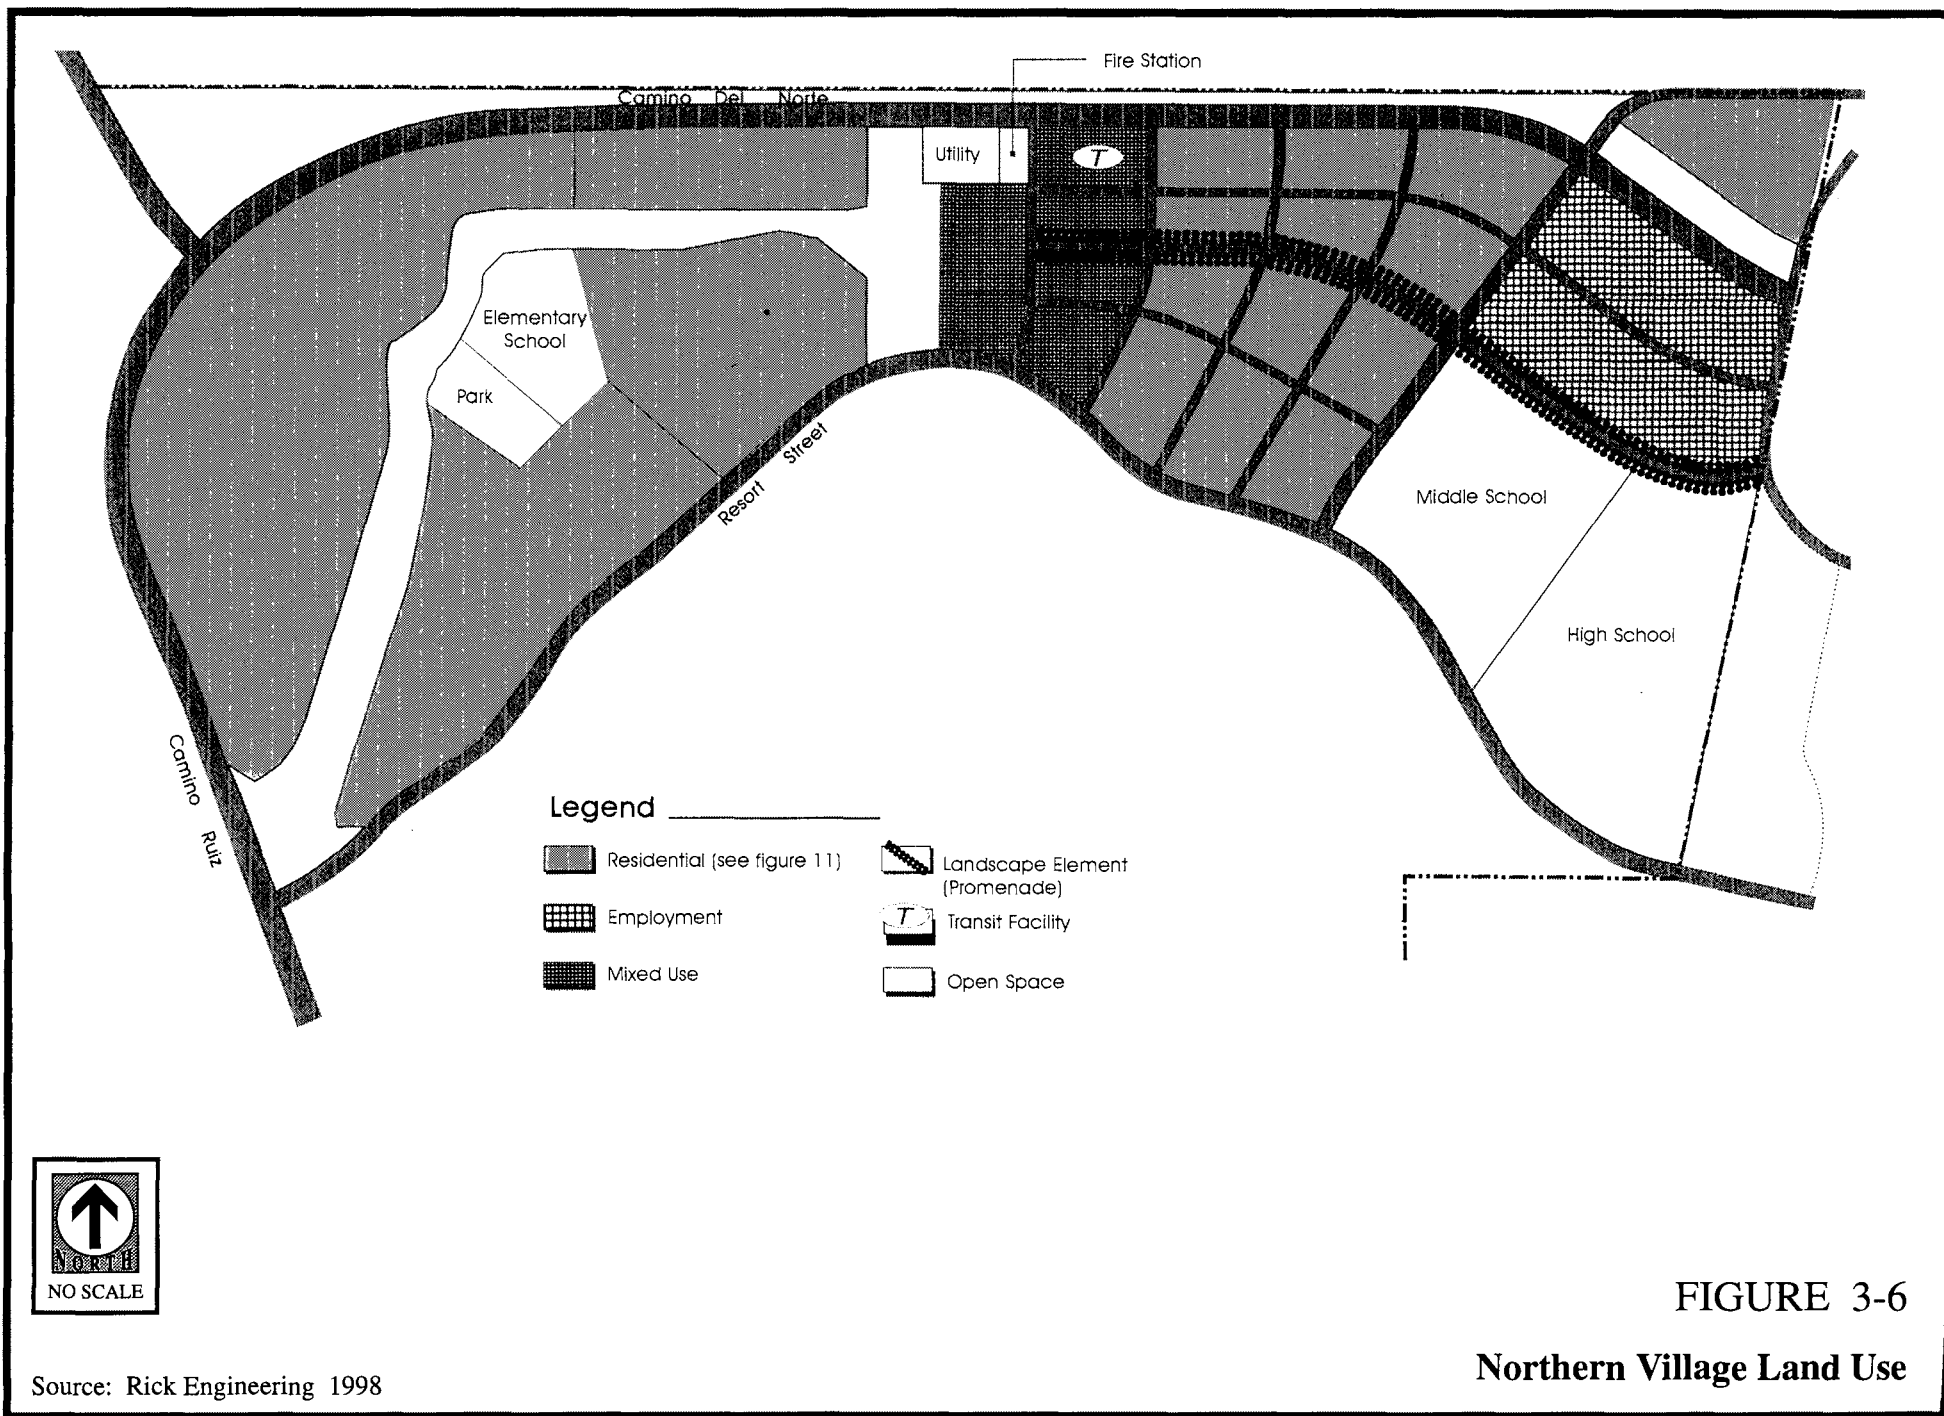 Fire Station
Camino Del Norte
Utility
T
Elementary
School
Park
Resort Street
Middle School
High School
Camino Ruiz
Legend
Residential (see figure 11)
Employment
Mixed Use
Landscape Element
(Promenade)
T
Transit Facility
Open Space
NORTH
NO SCALE
FIGURE 3-6
Northern Village Land Use
Source: Rick Engineering 1998